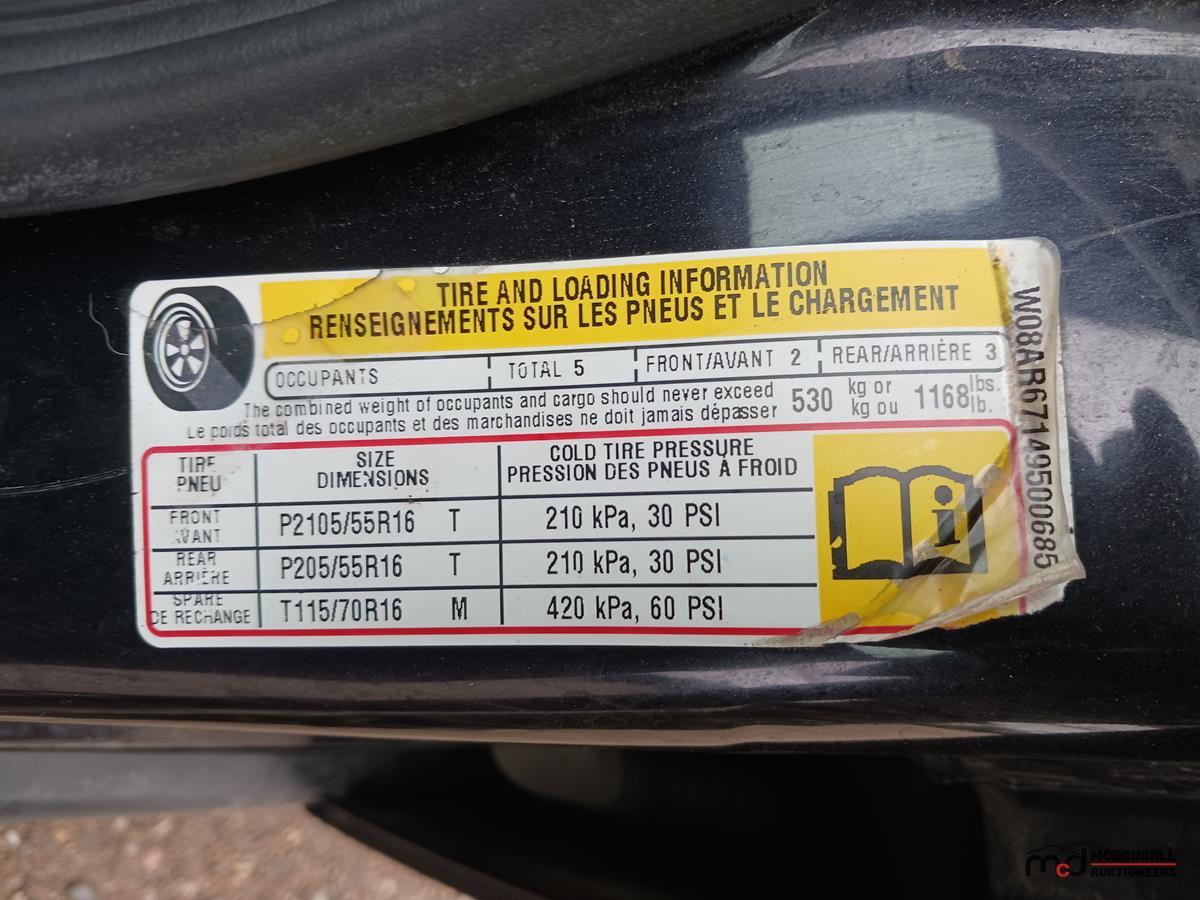 TIRE AND LOADING INFORMATION
RENSEIGNEMENTS SUR LES PNEUS ET LE CHARGEMENT
OCCUPANTS TOTAL 5 FRONT/AVANT 2 REAR/ARRIÈRE 3
The combined weight of occupants and cargo should never exceed 530 kg or 1168 lbs.
Le poids total des occupants et des marchandises ne doit jamais dépasser kg ou lb.
TIRE SIZE COLD TIRE PRESSURE
PNEU DIMENSIONS PRESSION DES PNEUS À FROID
FRONT
AVANT P2105/55R16 T 210 kPa, 30 PSI
REAR
ARRIÈRE P205/55R16 T 210 kPa, 30 PSI
SPARE
DE RECHANGE T115/70R16 M 420 kPa, 60 PSI
i
W08AR67149500685
mcd MCDOUGALL
AUCTIONEERS